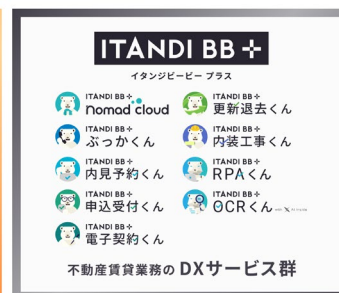 ITANDI BB +
イタンジビービー プラス
ITANDI BB +
nomad cloud
ITANDI BB +
更新退去くん
ITANDI BB +
ぶっかくん
ITANDI BB +
内装工事くん
ITANDI BB +
内見予約くん
ITANDI BB +
RPAくん
ITANDI BB +
申込受付くん
ITANDI BB +
OCRくん
ITANDI BB +
電子契約くん
不動産賃貸業務の DXサービス群